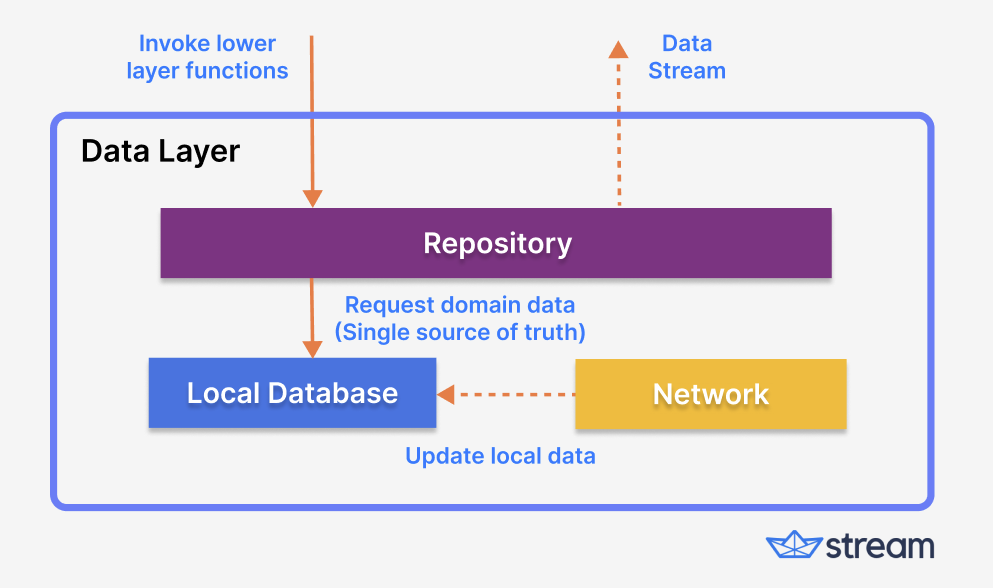 Invoke lower
layer functions
Data
Stream
Data Layer
Repository
Request domain data
(Single source of truth)
Local Database
Network
Update local data
stream